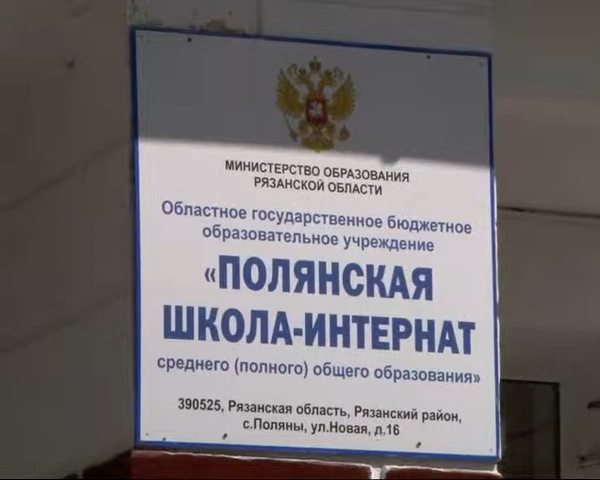 МИНИСТЕРСТВО ОБРАЗОВАНИЯ
РЯЗАНСКОЙ ОБЛАСТИ
Областное государственное бюджетное
образовательное учреждение
«ПОЛЯНСКАЯ
ШКОЛА-ИНТЕРНАТ
среднего (полного) общего образования»
390525, Рязанская область, Рязанский район,
с.Поляны, ул.Новая, д.16